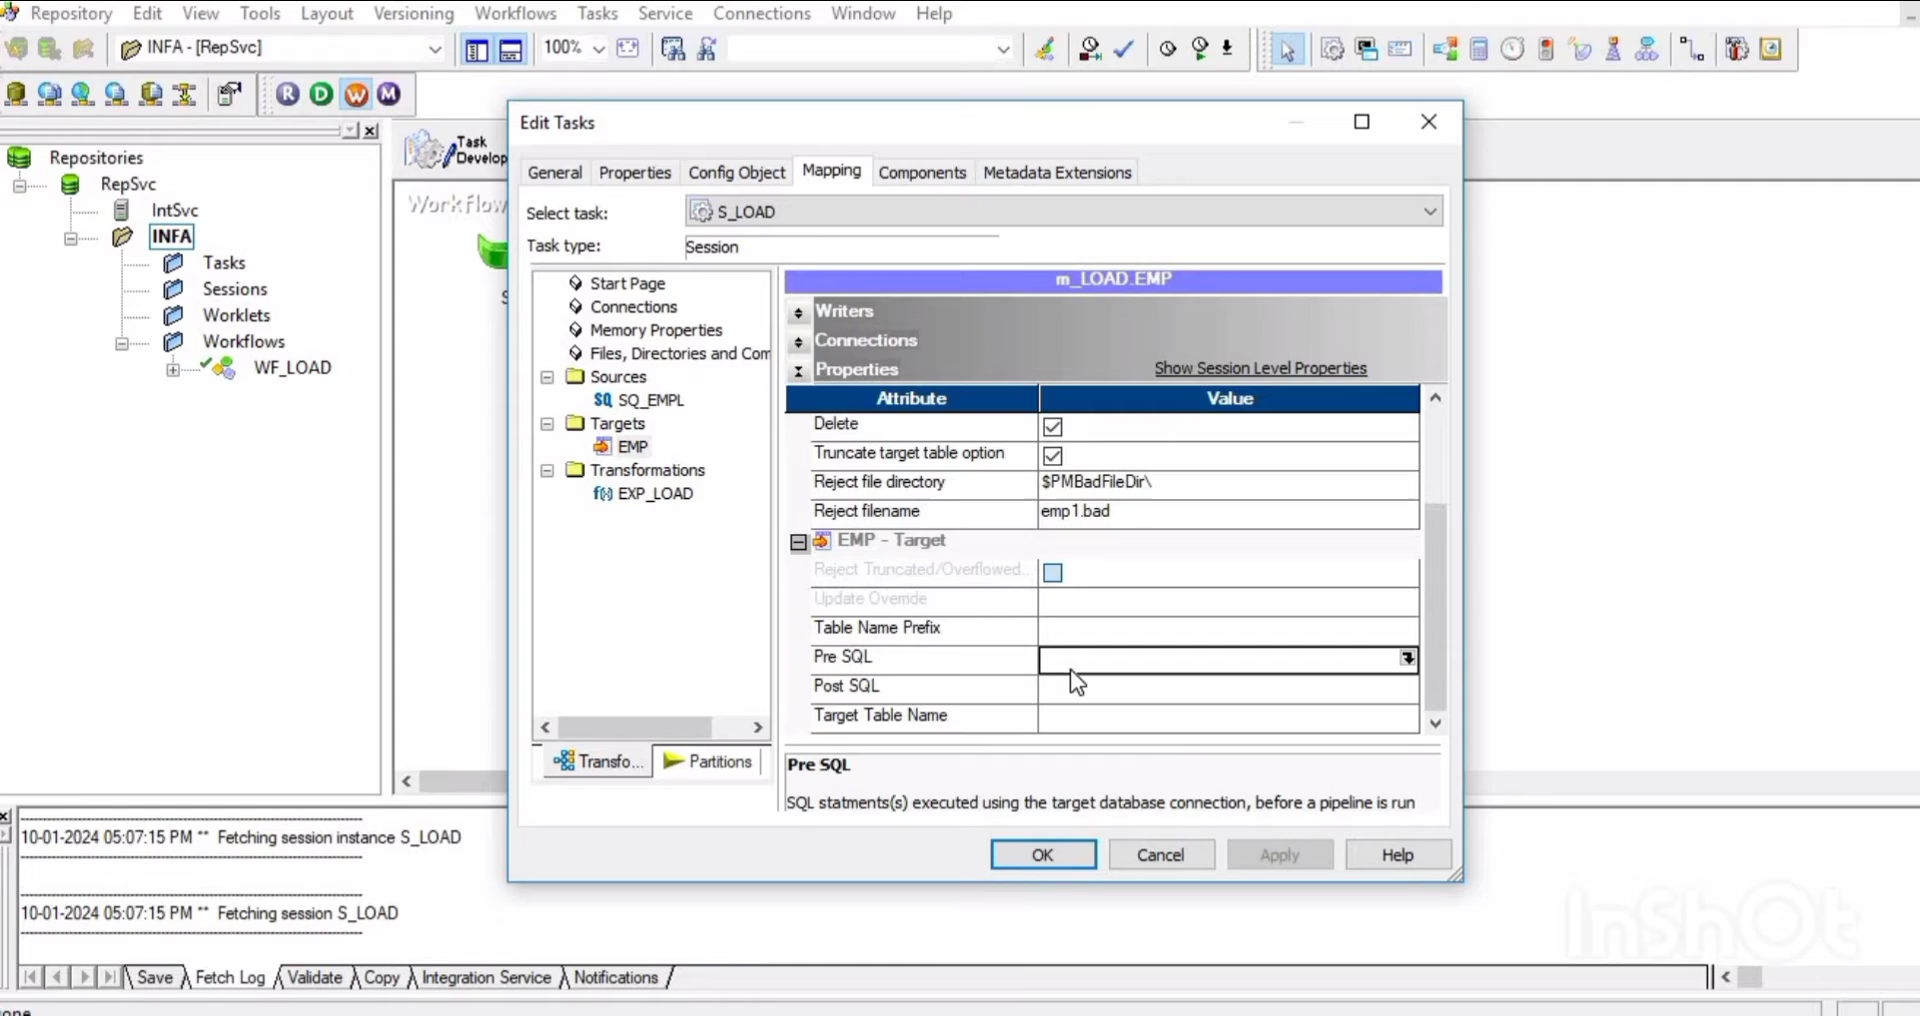 Repository Edit View Tools Layout Versioning Workflows Tasks Service Connections Window Help
INFA - [RepSvc] 100%
R D W M
Repositories
RepSvc
IntSvc
INFA
Tasks
Sessions
Worklets
Workflows
WF_LOAD
Task
Develop
Workflow
S
Edit Tasks
General Properties Config Object Mapping Components Metadata Extensions
Select task: S_LOAD
Task type: Session
Start Page
Connections
Memory Properties
Files, Directories and Com
Sources
SQ SQ_EMPL
Targets
EMP
Transformations
f(x) EXP_LOAD
Transfo... Partitions
m_LOAD.EMP
Writers
Connections
Properties Show Session Level Properties
Attribute Value
Delete
Truncate target table option
Reject file directory $PMBadFileDir\
Reject filename emp1.bad
EMP - Target
Reject Truncated/Overflowed...
Update Override
Table Name Prefix
Pre SQL
Post SQL
Target Table Name
Pre SQL
SQL statments(s) executed using the target database connection, before a pipeline is run
OK Cancel Apply Help
10-01-2024 05:07:15 PM ** Fetching session instance S_LOAD
10-01-2024 05:07:15 PM ** Fetching session S_LOAD
Save Fetch Log Validate Copy Integration Service Notifications
InShOt